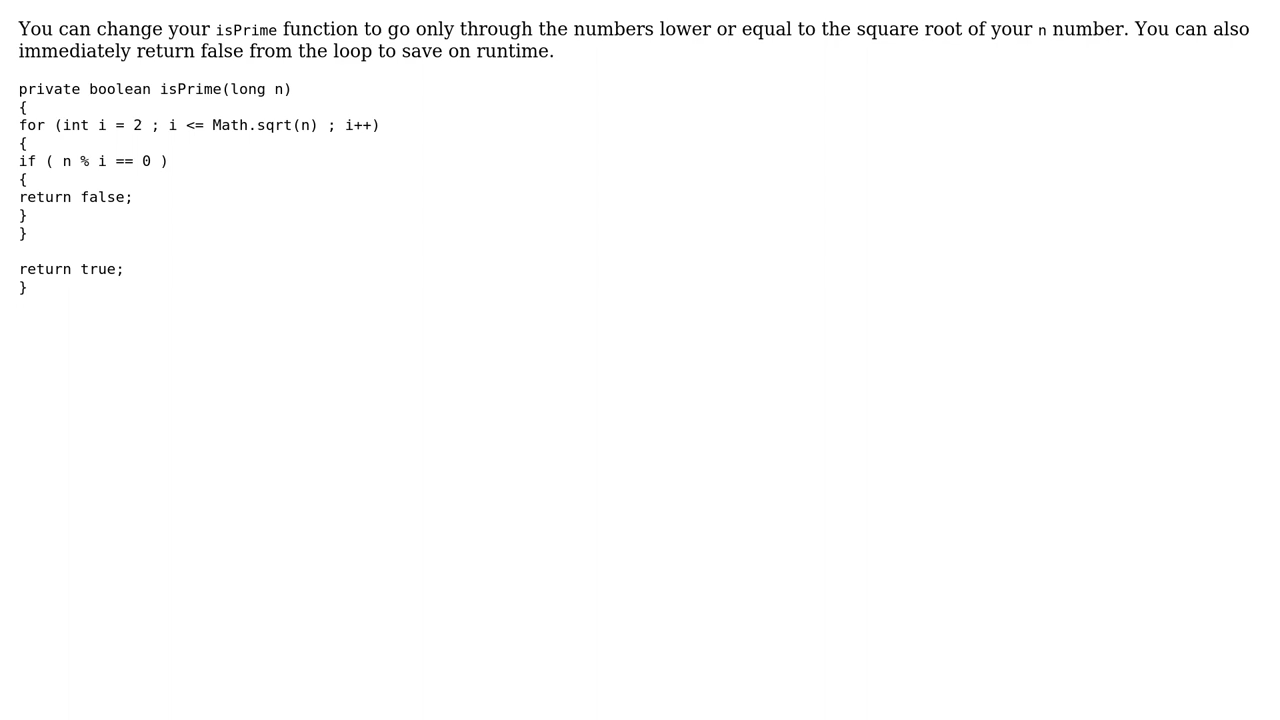 You can change your isPrime function to go only through the numbers lower or equal to the square root of your n number. You can also
immediately return false from the loop to save on runtime.
private boolean isPrime(long n)
{
for (int i = 2 ; i <= Math.sqrt(n) ; i++)
{
if ( n % i == 0 )
{
return false;
}
}
return true;
}